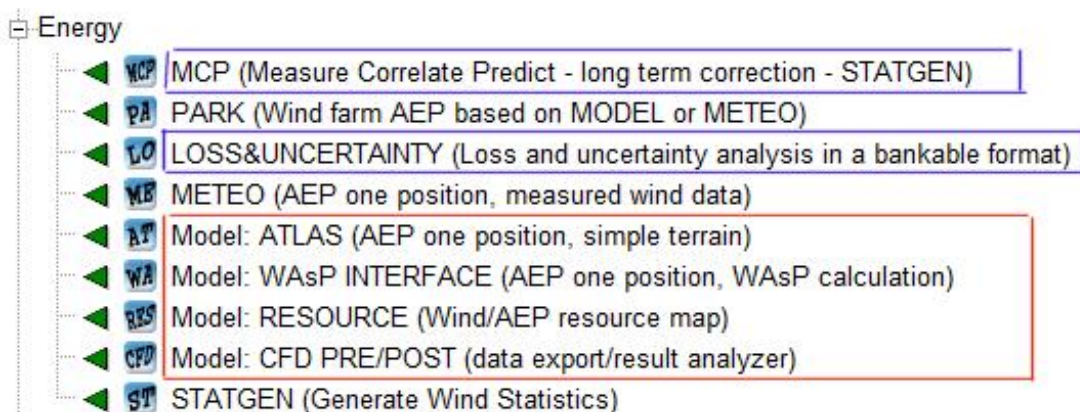 Energy
MCP MCP (Measure Correlate Predict - long term correction - STATGEN)
PA PARK (Wind farm AEP based on MODEL or METEO)
LO LOSS&UNCERTAINTY (Loss and uncertainty analysis in a bankable format)
ME METEO (AEP one position, measured wind data)
AT Model: ATLAS (AEP one position, simple terrain)
WA Model: WAsP INTERFACE (AEP one position, WAsP calculation)
RES Model: RESOURCE (Wind/AEP resource map)
CFD Model: CFD PRE/POST (data export/result analyzer)
ST STATGEN (Generate Wind Statistics)